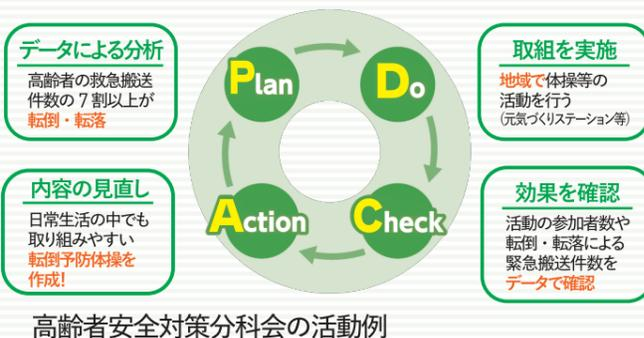 データによる分析
高齢者の救急搬送
件数の7割以上が
転倒・転落
Plan
Do
取組を実施
地域で体操等の
活動を行う
(元気づくりステーション等)
内容の見直し
日常生活の中でも
取り組みやすい
転倒予防体操を
作成!
Action
Check
効果を確認
活動の参加者数や
転倒・転落による
緊急搬送件数を
データで確認
高齢者安全対策分科会の活動例